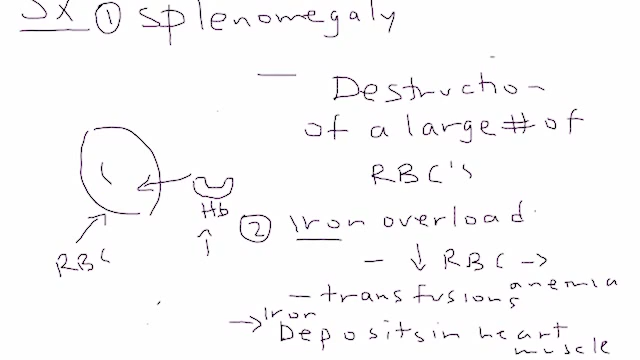 Sx ① Splenomegaly
Destruction
of a large # of
RBC's
Hb
RBC
② Iron overload
- ↓ RBC → anemia
- transfusions
→ Iron Deposits in heart
muscle